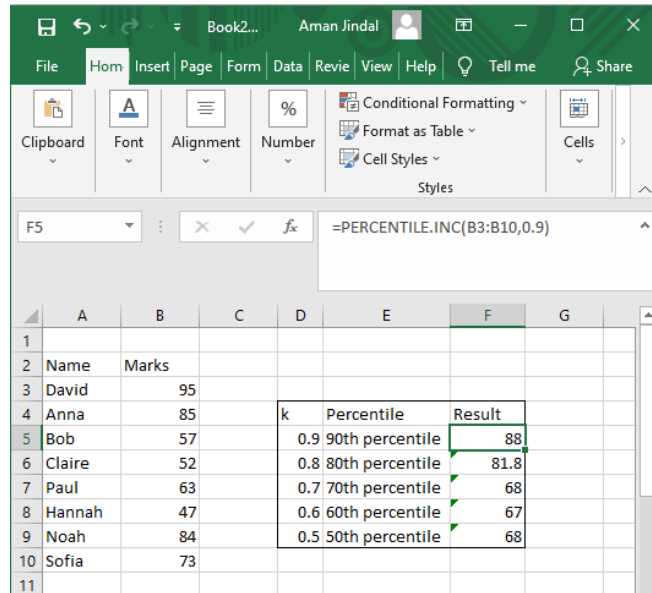 Book2... Aman Jindal
File Hom Insert Page Form Data Revie View Help Tell me Share
Clipboard Font Alignment % Number Conditional Formatting Format as Table Cell Styles Styles Cells
F5 fx =PERCENTILE.INC(B3:B10,0.9)
A B C D E F G
1
2 Name Marks
3 David 95
4 Anna 85 k Percentile Result
5 Bob 57 0.9 90th percentile 88
6 Claire 52 0.8 80th percentile 81.8
7 Paul 63 0.7 70th percentile 68
8 Hannah 47 0.6 60th percentile 67
9 Noah 84 0.5 50th percentile 68
10 Sofia 73
11